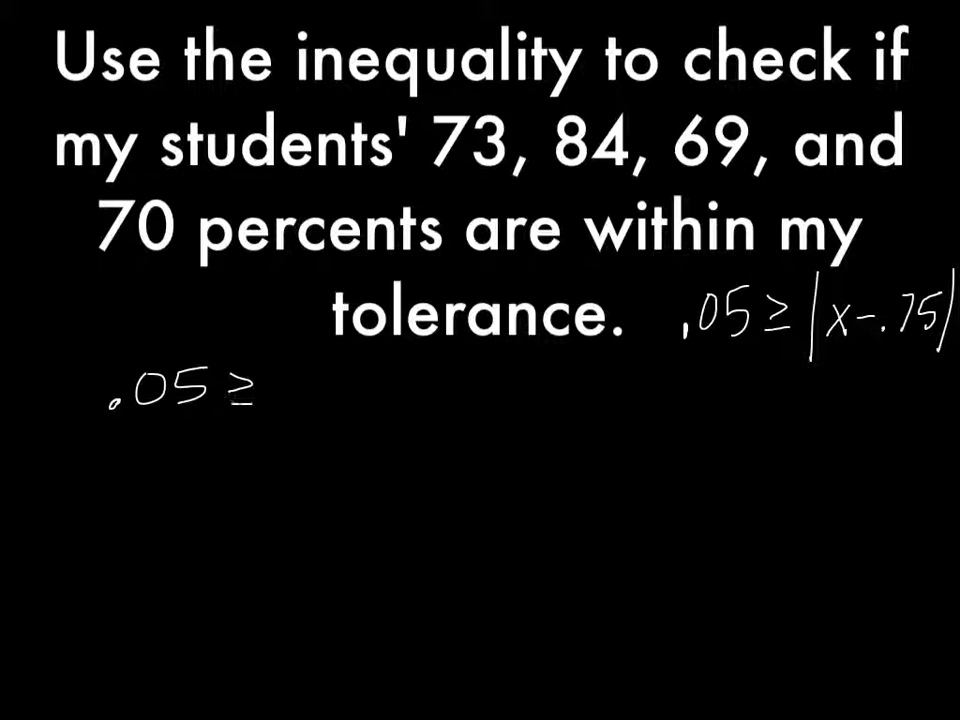 Use the inequality to check if
my students' 73, 84, 69, and
70 percents are within my
tolerance. .05 ≥ |x-.75|
.05 ≥